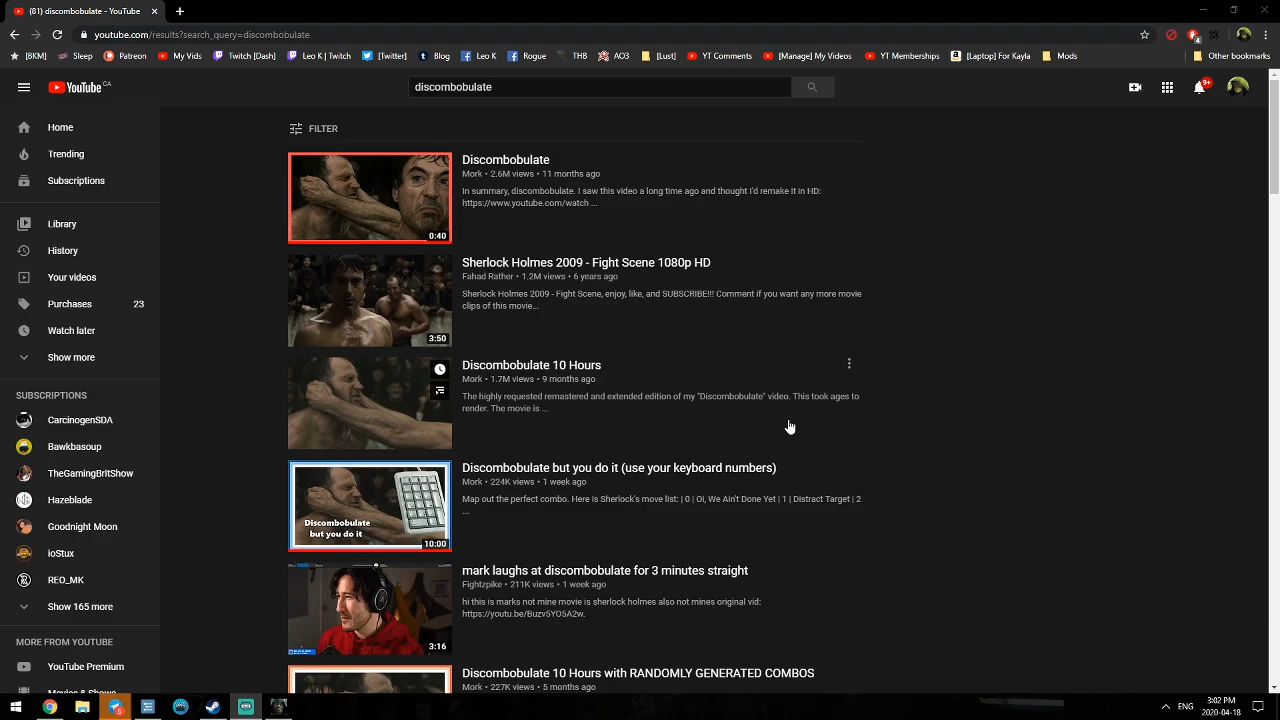 (81) discombobulate - YouTube
youtube.com/results?search_query=discombobulate
[BKM]
Sleep
Patreon
My Vids
Twitch [Dash]
Leo K | Twitch
[Twitter]
Blog
Leo K
Rogue
THB
AO3
[Lust]
YT Comments
[Manage] My Videos
YT Memberships
[Laptop] For Kayla
Mods
Other bookmarks
YouTube CA
discombobulate
9+
Home
Trending
Subscriptions
Library
History
Your videos
Purchases 23
Watch later
Show more
SUBSCRIPTIONS
CarcinogenSDA
Bawkbasoup
TheGamingBritShow
Hazeblade
Goodnight Moon
ioStux
REO_MK
Show 165 more
MORE FROM YOUTUBE
YouTube Premium
Movies & Shows
FILTER
0:40
Discombobulate
Mork • 2.6M views • 11 months ago
In summary, discombobulate. I saw this video a long time ago and thought I'd remake it in HD:
https://www.youtube.com/watch ...
3:50
Sherlock Holmes 2009 - Fight Scene 1080p HD
Fahad Rather • 1.2M views • 6 years ago
Sherlock Holmes 2009 - Fight Scene, enjoy, like, and SUBSCRIBE!!! Comment if you want any more movie
clips of this movie...
Discombobulate 10 Hours
Mork • 1.7M views • 9 months ago
The highly requested remastered and extended edition of my "Discombobulate" video. This took ages to
render. The movie is ...
Discombobulate
but you do it
10:00
Discombobulate but you do it (use your keyboard numbers)
Mork • 224K views • 1 week ago
Map out the perfect combo. Here is Sherlock's move list: | 0 | Oi, We Ain't Done Yet | 1 | Distract Target | 2
...
3:16
mark laughs at discombobulate for 3 minutes straight
Fightzpike • 211K views • 1 week ago
hi this is marks not mine movie is sherlock holmes also not mines original vid:
https://youtu.be/Buzv5YO5A2w.
Discombobulate 10 Hours with RANDOMLY GENERATED COMBOS
Mork • 227K views • 5 months ago
ENG
3:02 PM
2020-04-18